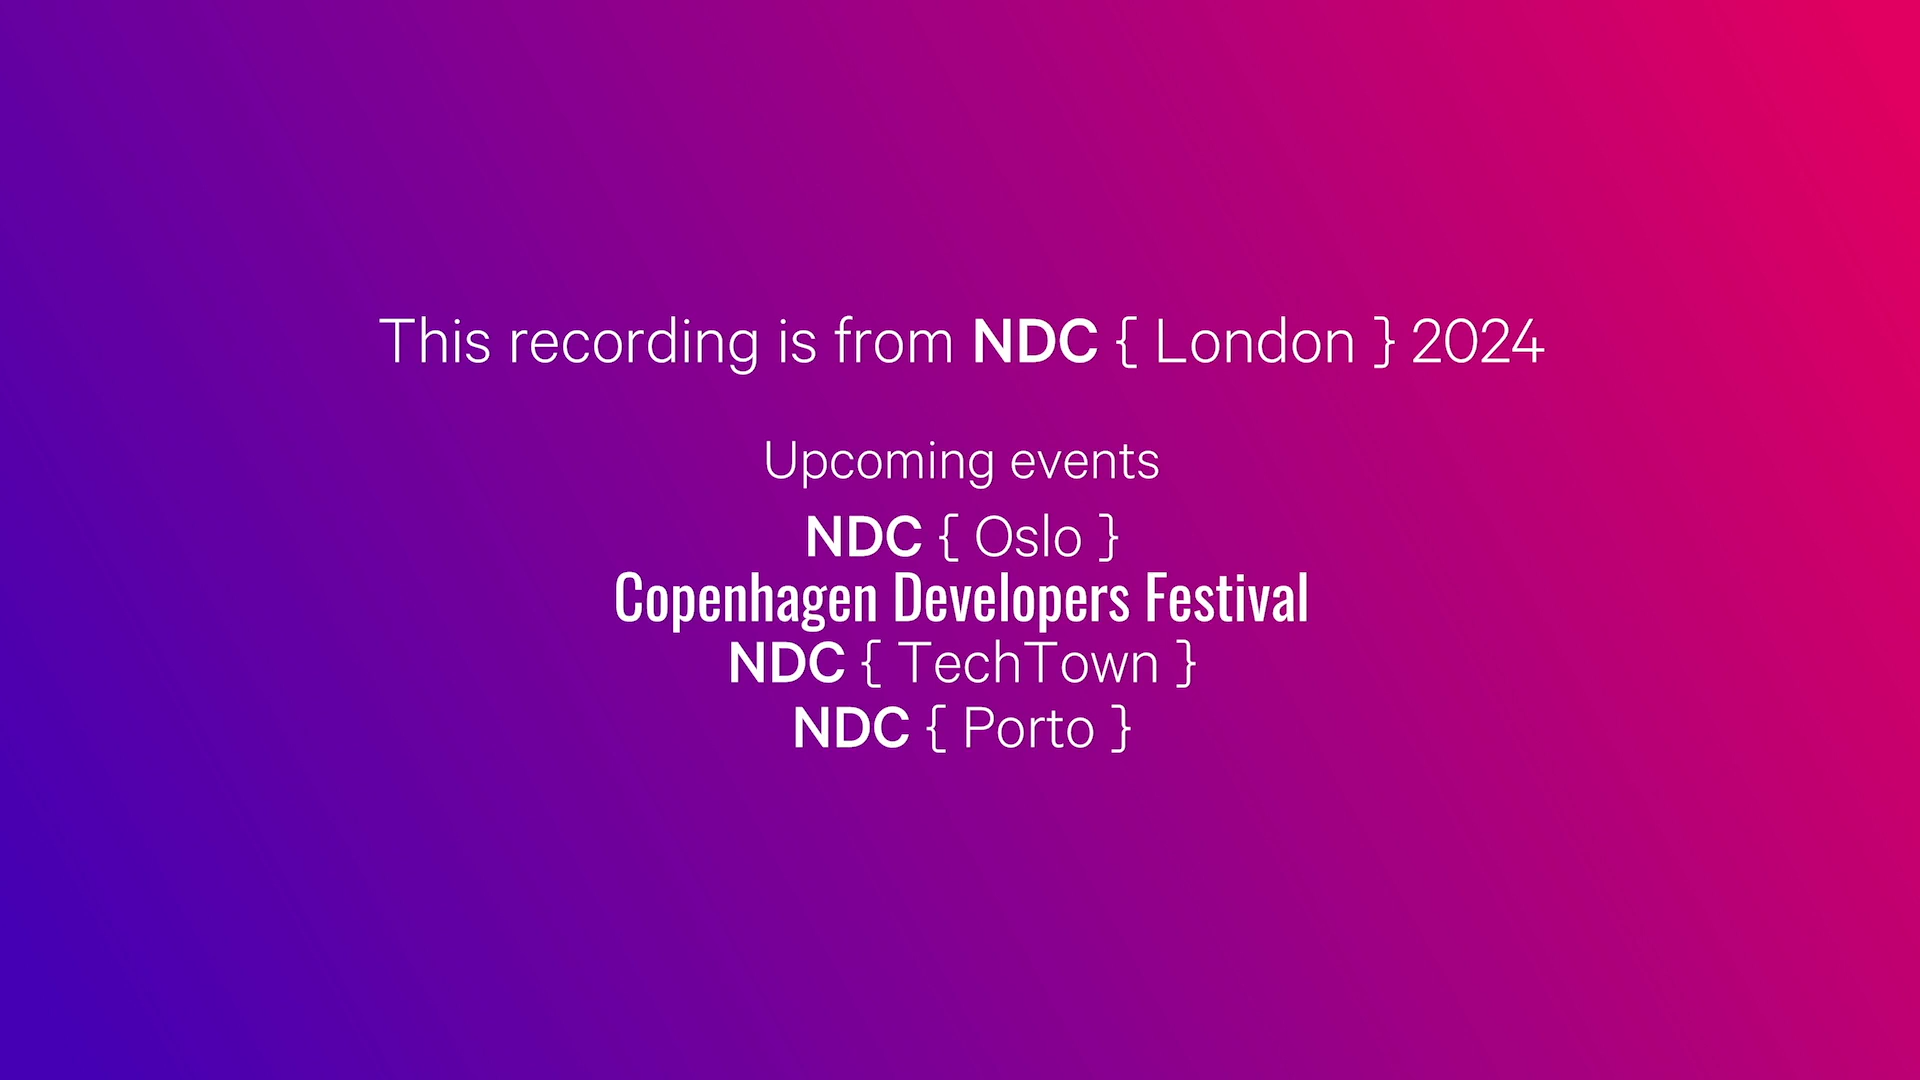 This recording is from NDC { London } 2024
Upcoming events
NDC { Oslo }
Copenhagen Developers Festival
NDC { TechTown }
NDC { Porto }